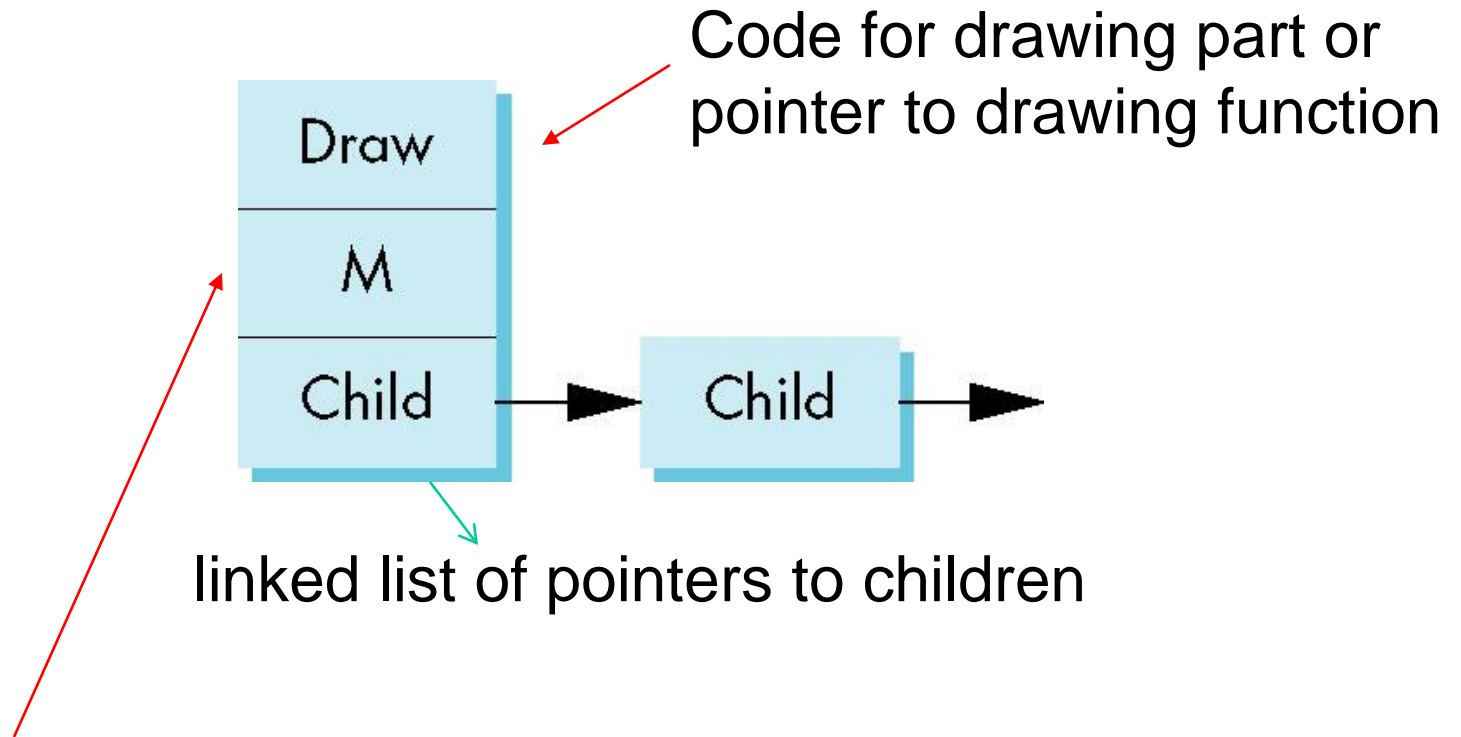 Code for drawing part or
pointer to drawing function
Draw
M
Child
Child
linked list of pointers to children